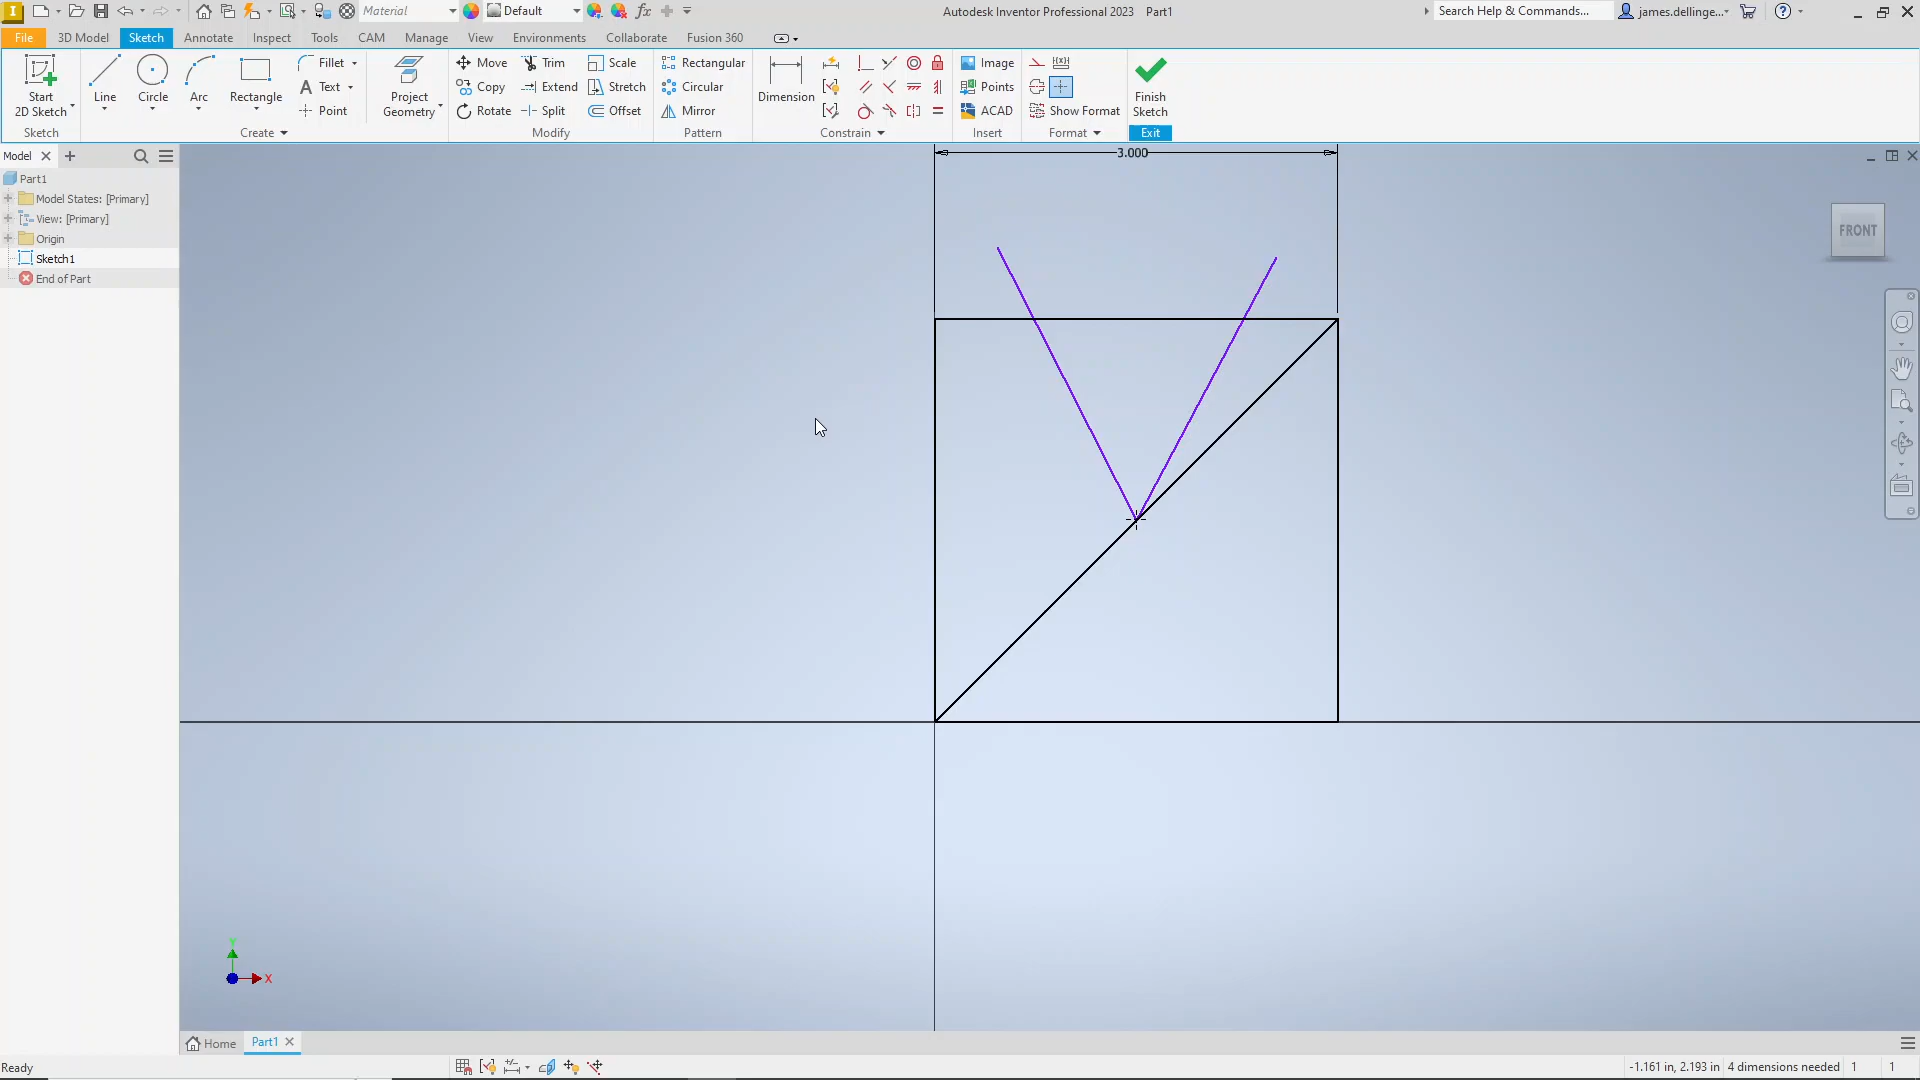 I Material Default fx Autodesk Inventor Professional 2023 Part1 Search Help & Commands... james.dellinge...
File 3D Model Sketch Annotate Inspect Tools CAM Manage View Environments Collaborate Fusion 360
Start
2D Sketch
Line
Circle
Arc
Rectangle
Fillet
Text
Point
Project
Geometry
Move
Copy
Rotate
Trim
Extend
Split
Scale
Stretch
Offset
Rectangular
Circular
Mirror
Dimension
Image
Points
ACAD
Show Format
Finish
Sketch
Sketch Create Modify Pattern Constrain Insert Format Exit
Model
Part1
Model States: [Primary]
View: [Primary]
Origin
Sketch1
End of Part
3.000
FRONT
Y
X
Home Part1
Ready -1.161 in, 2.193 in 4 dimensions needed 1 1